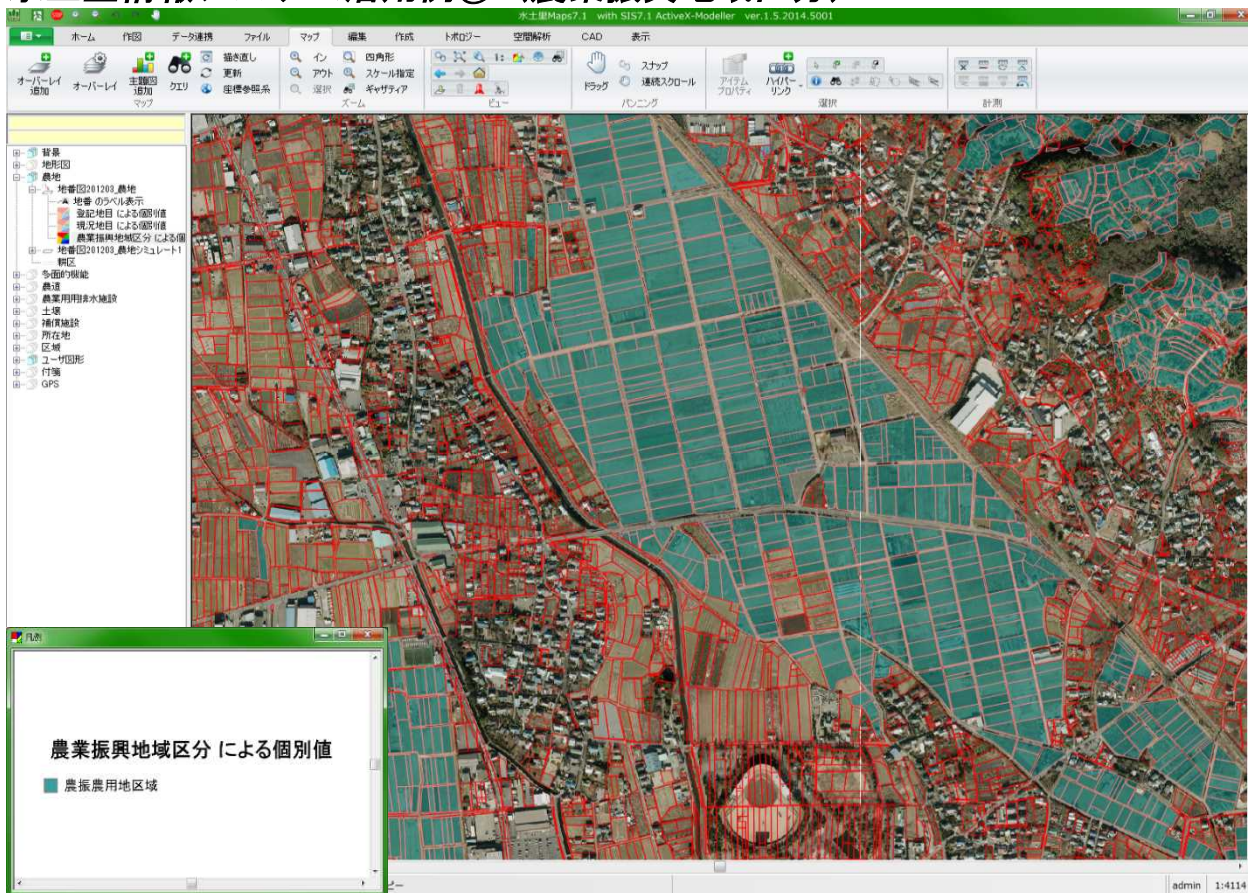 水土里Maps7.1 with SIS7.1 ActiveX-Modeller ver.1.5.2014.5001
ホーム 作図 データ連携 ファイル マップ 編集 作成 トポロジー 空間解析 CAD 表示
オーバーレイ追加 オーバーレイ 主題図追加 クエリ
描き直し
更新
座標参照系
マップ
イン 四角形
アウト スケール指定
選択 ギャザティア
ズーム
1:
ビュー
ドラッグ
スナップ
連続スクロール
パンニング
アイテムプロパティ ハイパーリンク
選択
計測
背景
地形図
農地
地番図201203_農地
地番 のラベル表示
登記地目 による個別値
現況地目 による個別値
農業振興地域区分 による個
地番図201203_農地シミュレート1
耕区
多面的機能
農道
農業用用排水施設
土壌
補償施設
所在地
区域
ユーザ図形
付箋
GPS
凡例
農業振興地域区分 による個別値
農振農用地区域
admin 1:4114